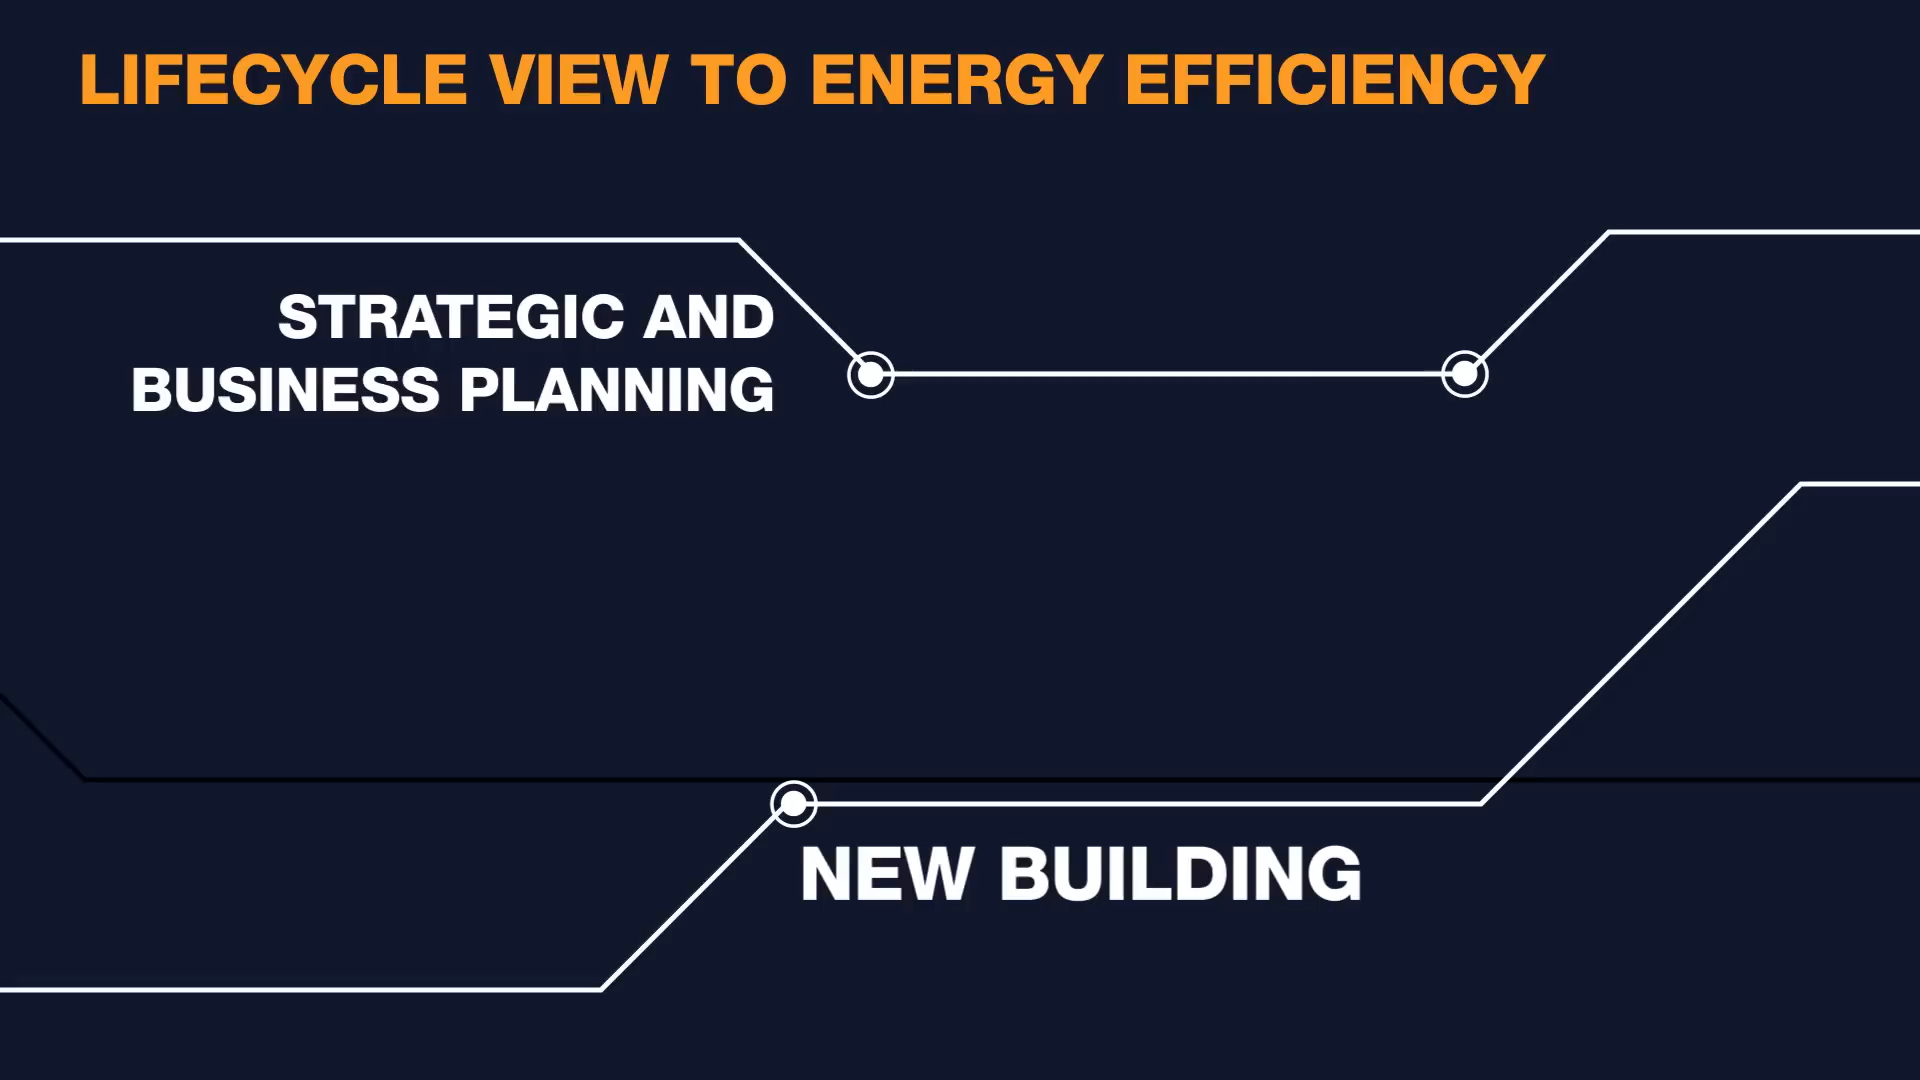 LIFECYCLE VIEW TO ENERGY EFFICIENCY
STRATEGIC AND
BUSINESS PLANNING
NEW BUILDING